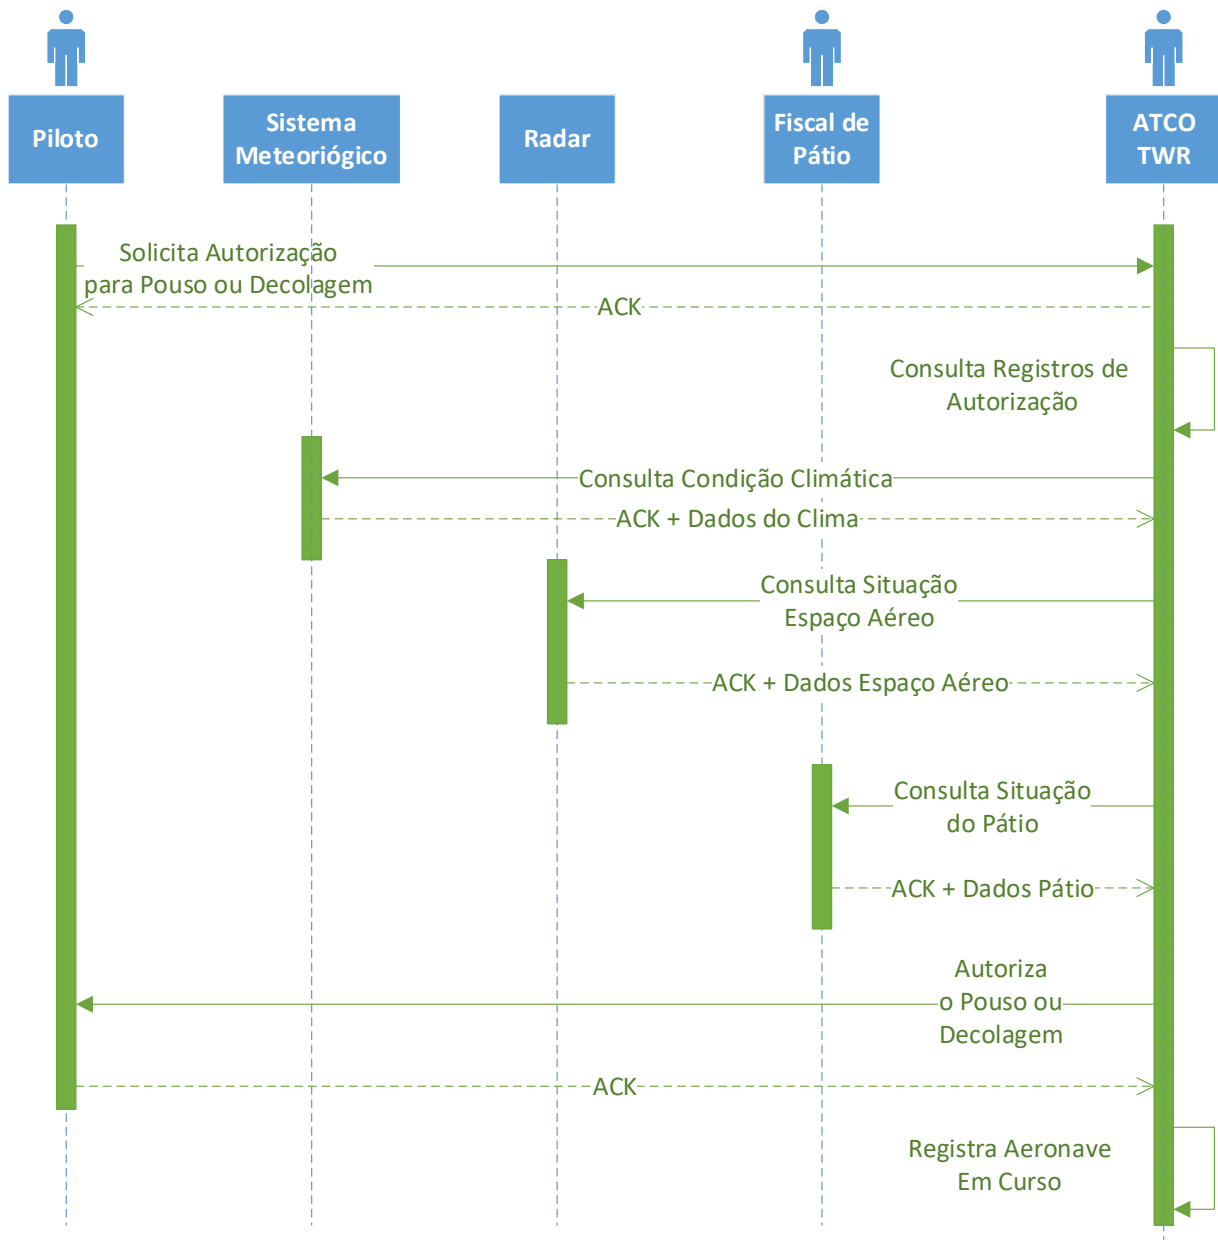 Piloto
Sistema
Meteoriógico
Radar
Fiscal de
Pátio
ATCO
TWR
Solicita Autorização
para Pouso ou Decolagem
ACK
Consulta Registros de
Autorização
Consulta Condição Climática
ACK + Dados do Clima
Consulta Situação
Espaço Aéreo
ACK + Dados Espaço Aéreo
Consulta Situação
do Pátio
ACK + Dados Pátio
Autoriza
o Pouso ou
Decolagem
ACK
Registra Aeronave
Em Curso